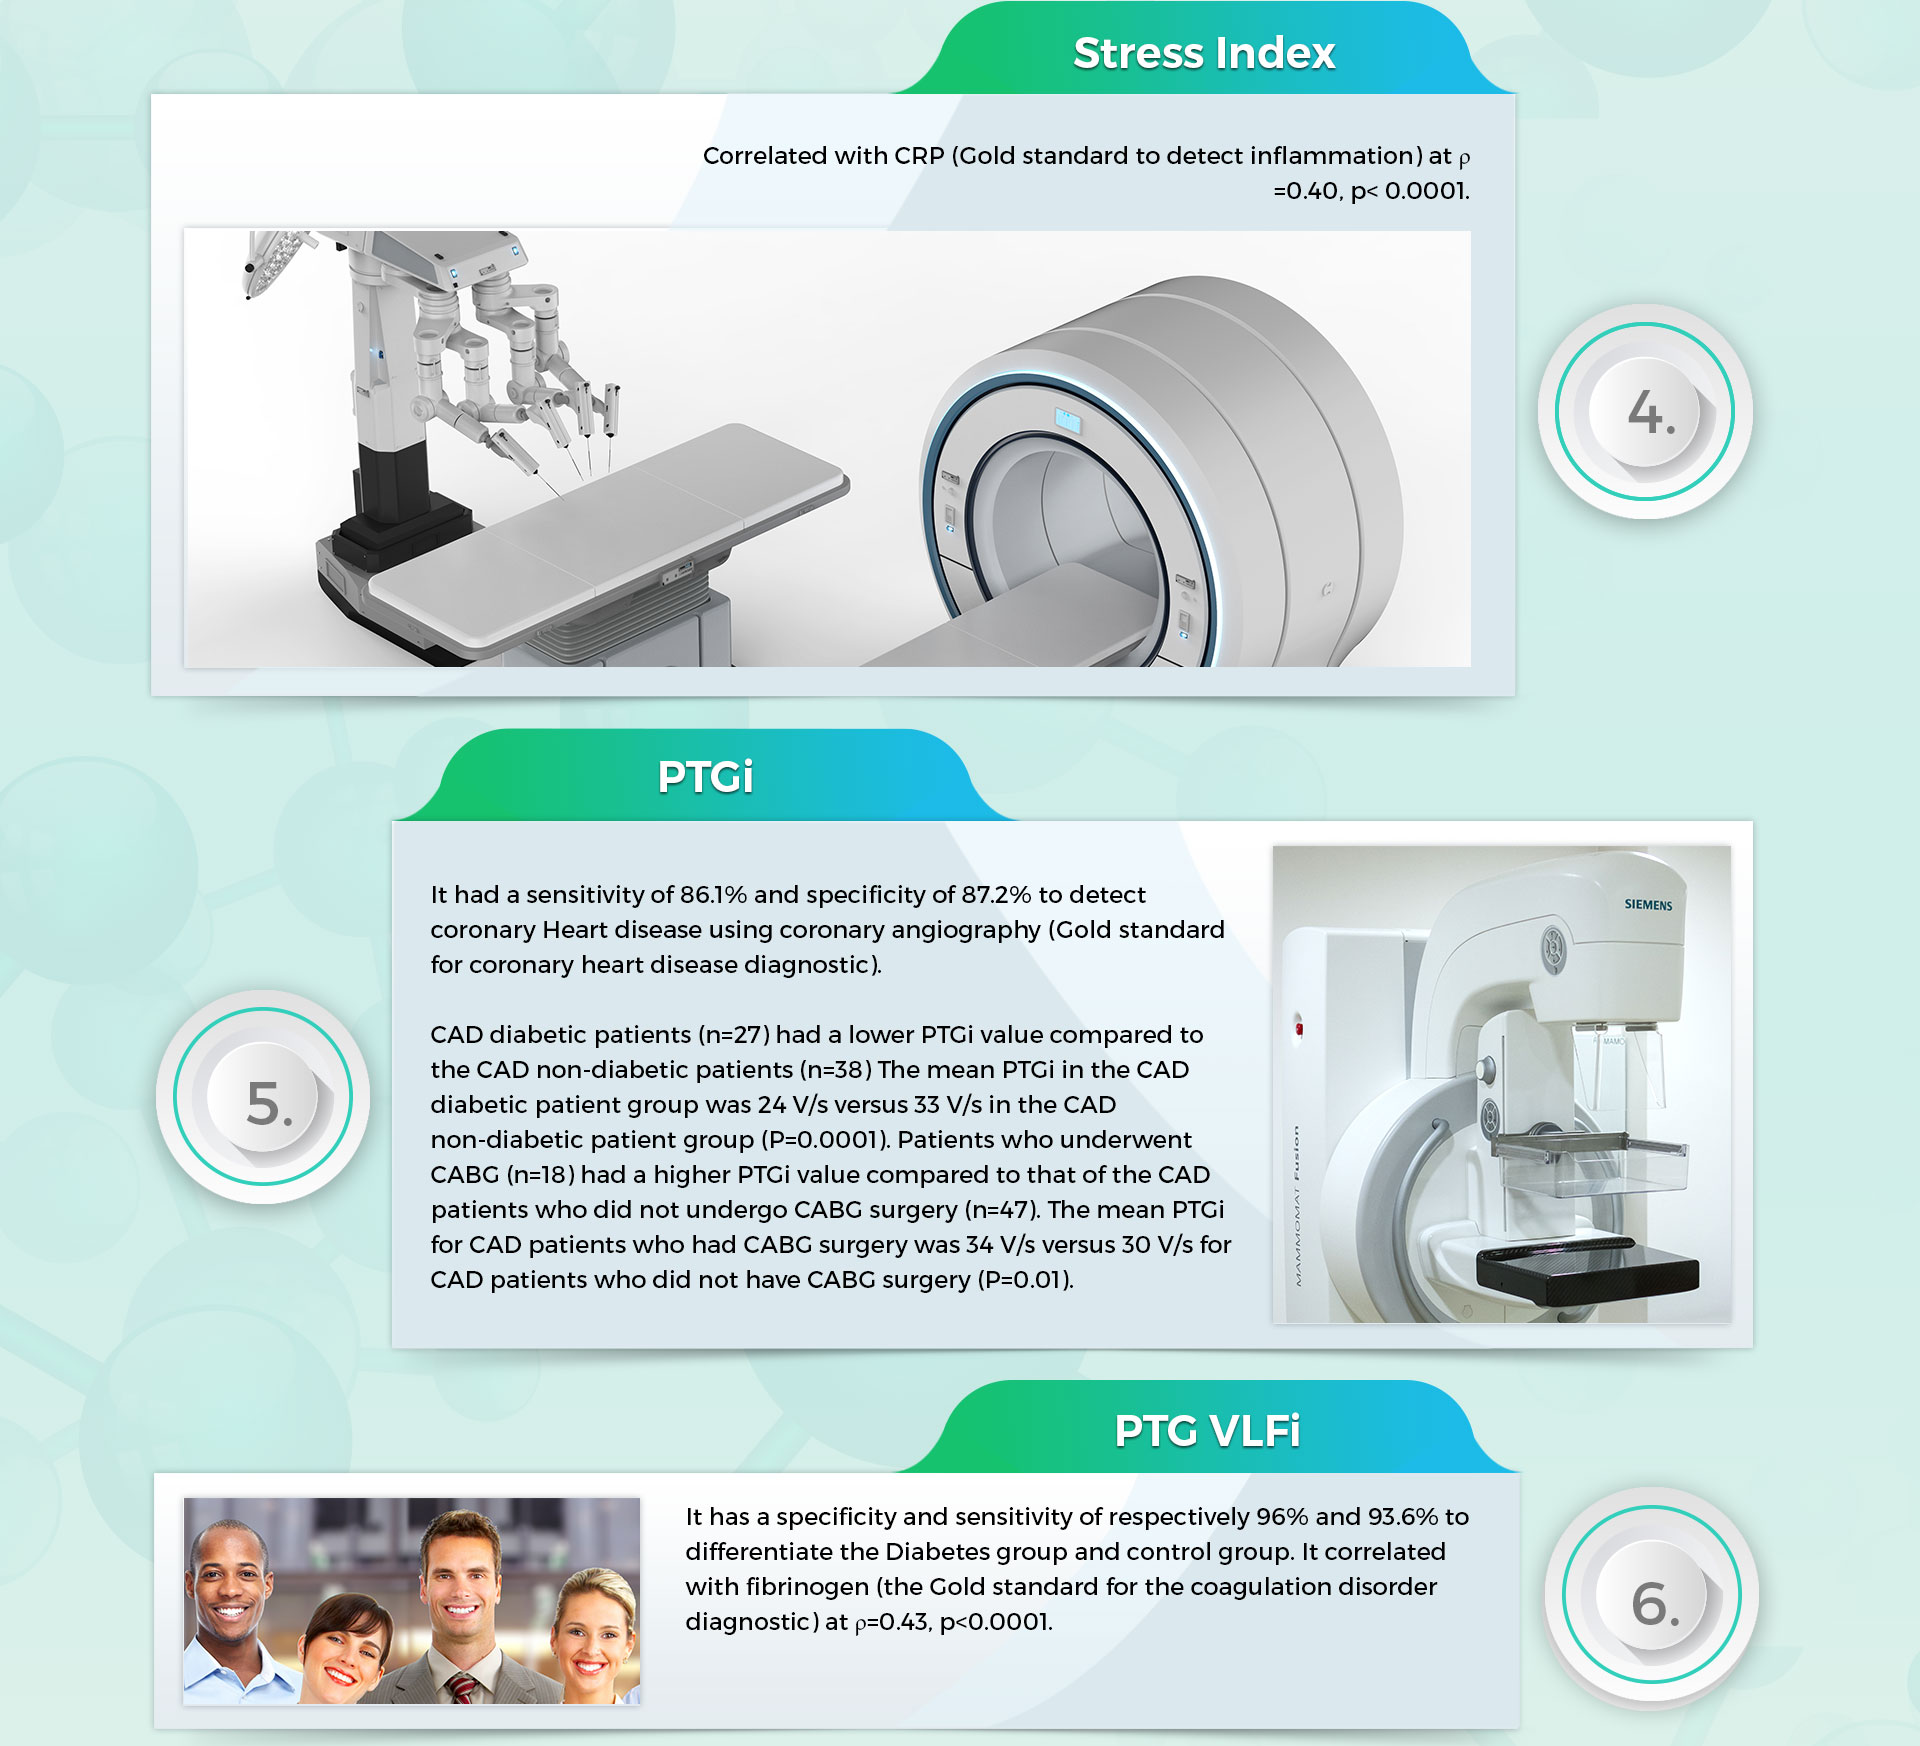 Stress Index
Correlated with CRP (Gold standard to detect inflammation) at ρ
=0.40, p< 0.0001.
4.
PTGi
It had a sensitivity of 86.1% and specificity of 87.2% to detect
coronary Heart disease using coronary angiography (Gold standard
for coronary heart disease diagnostic).
CAD diabetic patients (n=27) had a lower PTGi value compared to
the CAD non-diabetic patients (n=38) The mean PTGi in the CAD
diabetic patient group was 24 V/s versus 33 V/s in the CAD
non-diabetic patient group (P=0.0001). Patients who underwent
CABG (n=18) had a higher PTGi value compared to that of the CAD
patients who did not undergo CABG surgery (n=47). The mean PTGi
for CAD patients who had CABG surgery was 34 V/s versus 30 V/s for
CAD patients who did not have CABG surgery (P=0.01).
SIEMENS
MAMMOMAT Fusion
5.
PTG VLFi
It has a specificity and sensitivity of respectively 96% and 93.6% to
differentiate the Diabetes group and control group. It correlated
with fibrinogen (the Gold standard for the coagulation disorder
diagnostic) at ρ=0.43, p<0.0001.
6.